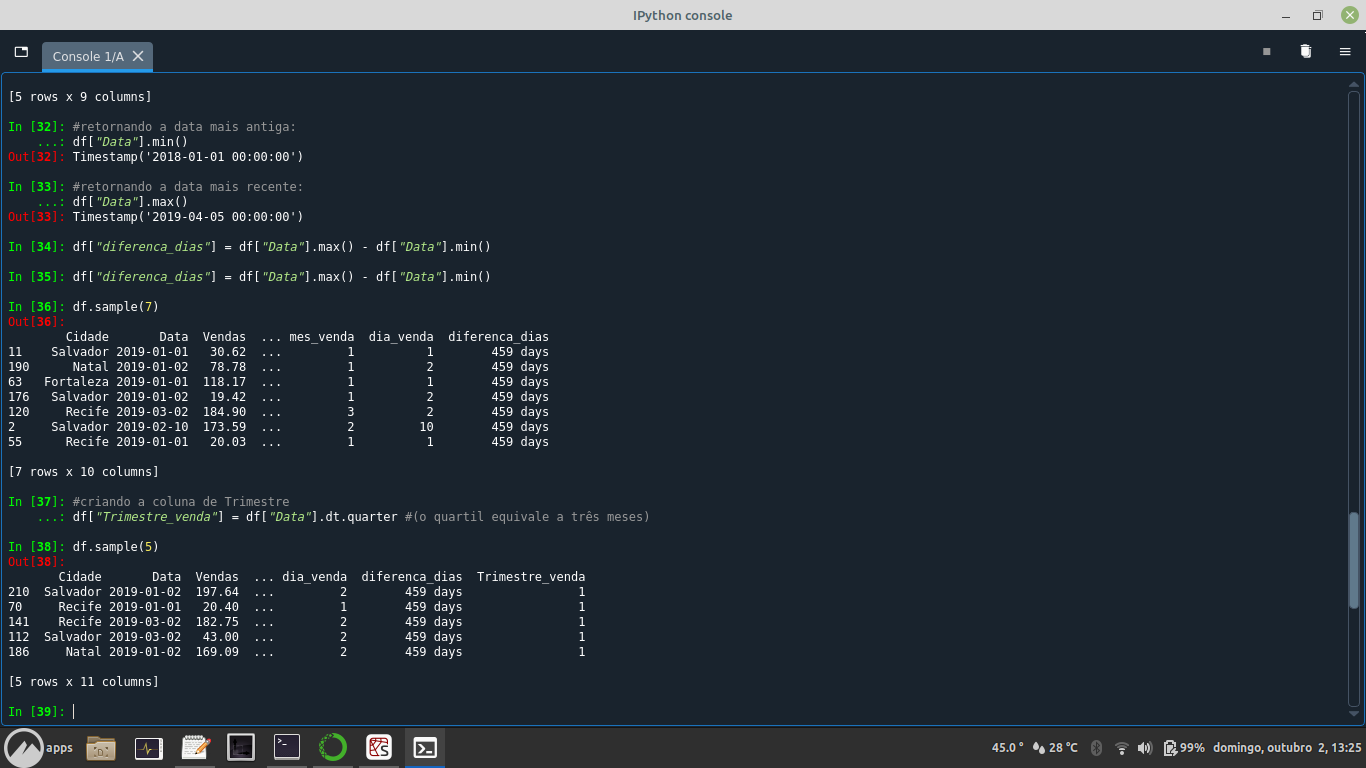 IPython console
Console 1/A
[5 rows x 9 columns]
In [32]: #retornando a data mais antiga:
    ...: df["Data"].min()
Out[32]: Timestamp('2018-01-01 00:00:00')
In [33]: #retornando a data mais recente:
    ...: df["Data"].max()
Out[33]: Timestamp('2019-04-05 00:00:00')
In [34]: df["diferenca_dias"] = df["Data"].max() - df["Data"].min()
In [35]: df["diferenca_dias"] = df["Data"].max() - df["Data"].min()
In [36]: df.sample(7)
Out[36]:
        Cidade       Data  Vendas  ... mes_venda  dia_venda  diferenca_dias
11    Salvador 2019-01-01   30.62  ...         1          1        459 days
190      Natal 2019-01-02   78.78  ...         1          2        459 days
63   Fortaleza 2019-01-01  118.17  ...         1          1        459 days
176   Salvador 2019-01-02   19.42  ...         1          2        459 days
120     Recife 2019-03-02  184.90  ...         3          2        459 days
2     Salvador 2019-02-10  173.59  ...         2         10        459 days
55      Recife 2019-01-01   20.03  ...         1          1        459 days
[7 rows x 10 columns]
In [37]: #criando a coluna de Trimestre
    ...: df["Trimestre_venda"] = df["Data"].dt.quarter #(o quartil equivale a três meses)
In [38]: df.sample(5)
Out[38]:
       Cidade       Data  Vendas  ... dia_venda  diferenca_dias  Trimestre_venda
210  Salvador 2019-01-02  197.64  ...         2        459 days                1
70     Recife 2019-01-01   20.40  ...         1        459 days                1
141    Recife 2019-03-02  182.75  ...         2        459 days                1
112  Salvador 2019-03-02   43.00  ...         2        459 days                1
186     Natal 2019-01-02  169.09  ...         2        459 days                1
[5 rows x 11 columns]
In [39]:
apps 45.0 ° 28 °C 99% domingo, outubro 2, 13:25